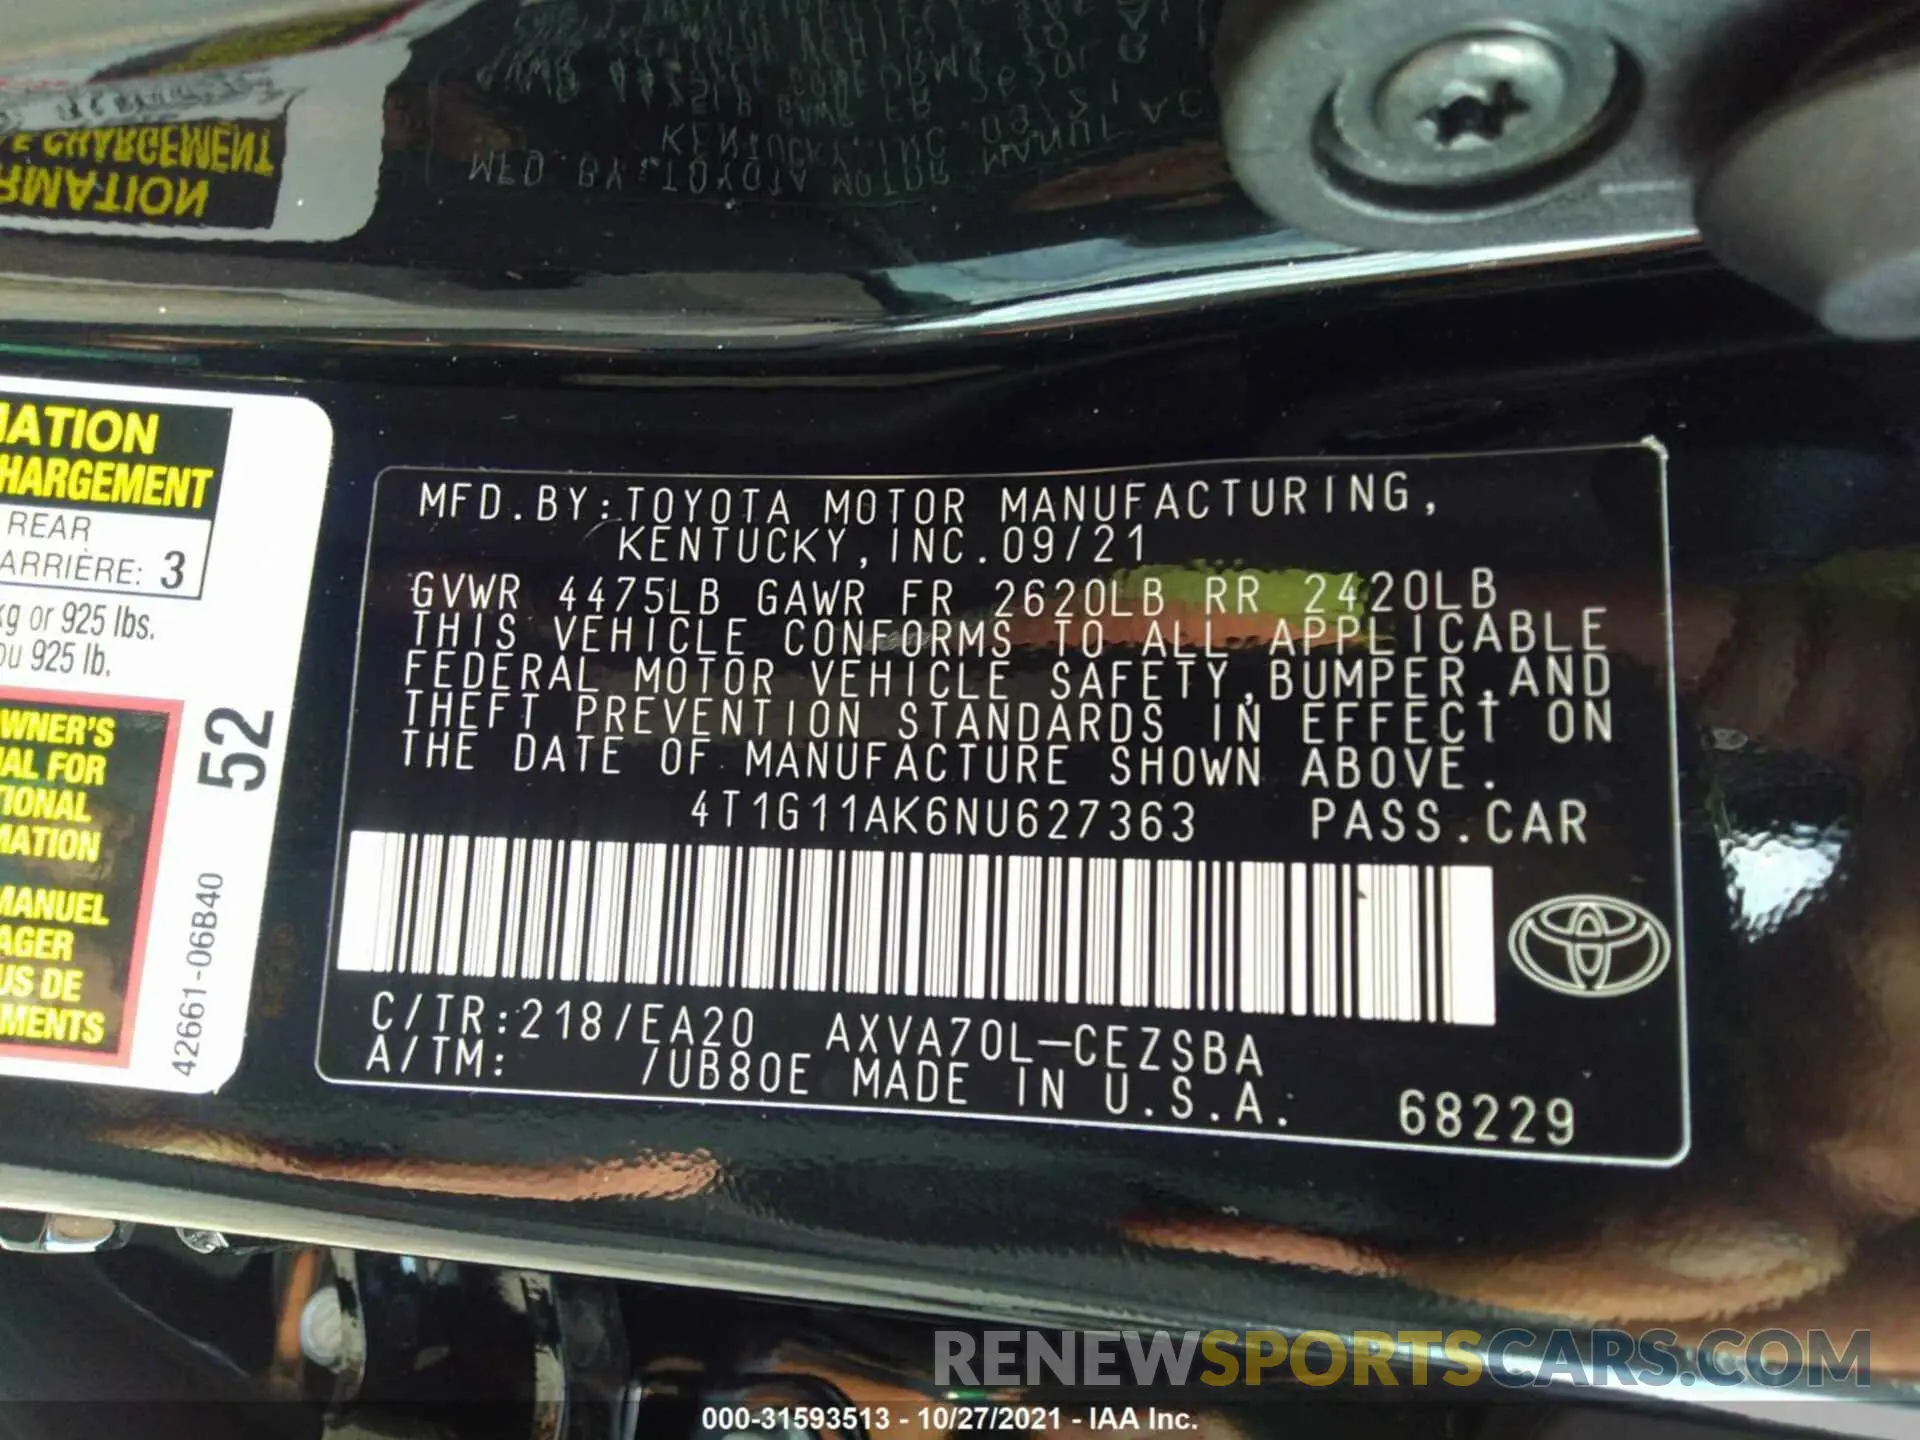 MATION
HARGEMENT
REAR
ARRIÈRE: 3
kg or 925 lbs.
ou 925 lb.
OWNER'S
UAL FOR
TIONAL
MATION
MANUEL
AGER
US DE
MENTS
52
42661-06B40
MFD.BY:TOYOTA MOTOR MANUFACTURING,
KENTUCKY,INC.09/21
GVWR 4475LB GAWR FR 2620LB RR 2420LB
THIS VEHICLE CONFORMS TO ALL APPLICABLE
FEDERAL MOTOR VEHICLE SAFETY,BUMPER,AND
THEFT PREVENTION STANDARDS IN EFFECT ON
THE DATE OF MANUFACTURE SHOWN ABOVE.
4T1G11AK6NU627363 PASS.CAR
C/TR:218/EA20 AXVA70L-CEZSBA
A/TM: /UB80E MADE IN U.S.A.
68229
RENEWSPORTSCARS.COM
000-31593513 - 10/27/2021 - IAA Inc.